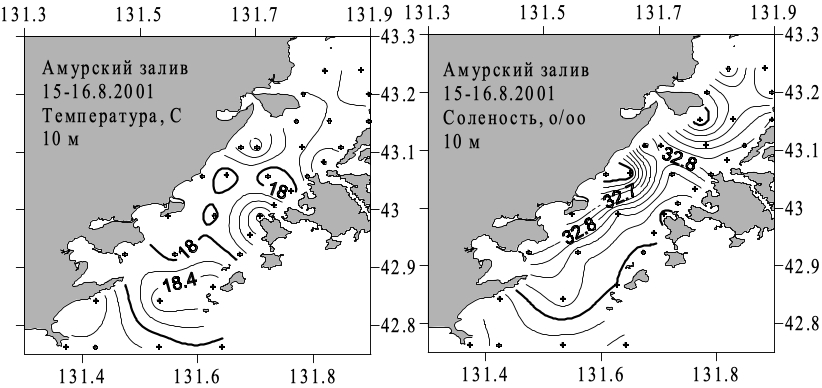 131.3 131.5 131.7 131.9 131.3 131.5 131.7 131.9
43.3 43.3
Амурский залив
15-16.8.2001
Температура, С
10 м
Амурский залив
15-16.8.2001
Соленость, о/оо
10 м
43.2 43.2
43.1 43.1
43 43
42.9 42.9
42.8 42.8
18
18
18.4
32.8
32.7
32.8
131.4 131.6 131.8 131.4 131.6 131.8